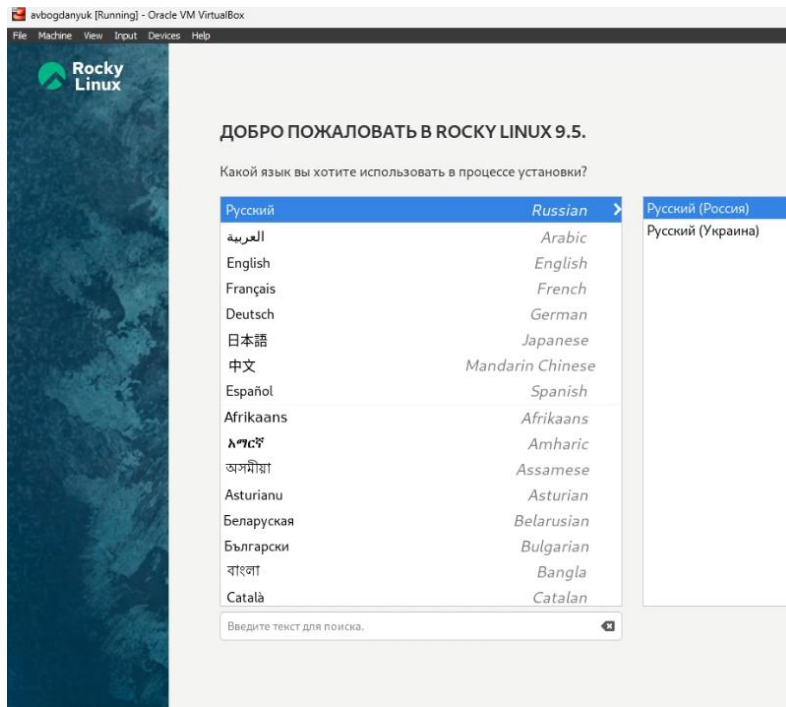 avbogdanyuk [Running] - Oracle VM VirtualBox
File Machine View Input Devices Help
Rocky
Linux
ДОБРО ПОЖАЛОВАТЬ В ROCKY LINUX 9.5.
Какой язык вы хотите использовать в процессе установки?
Русский Russian Русский (Россия)
العربية Arabic Русский (Украина)
English English
Français French
Deutsch German
日本語 Japanese
中文 Mandarin Chinese
Español Spanish
Afrikaans Afrikaans
አማርኛ Amharic
অসমীয়া Assamese
Asturianu Asturian
Беларуская Belarusian
Български Bulgarian
বাংলা Bangla
Català Catalan
Введите текст для поиска.